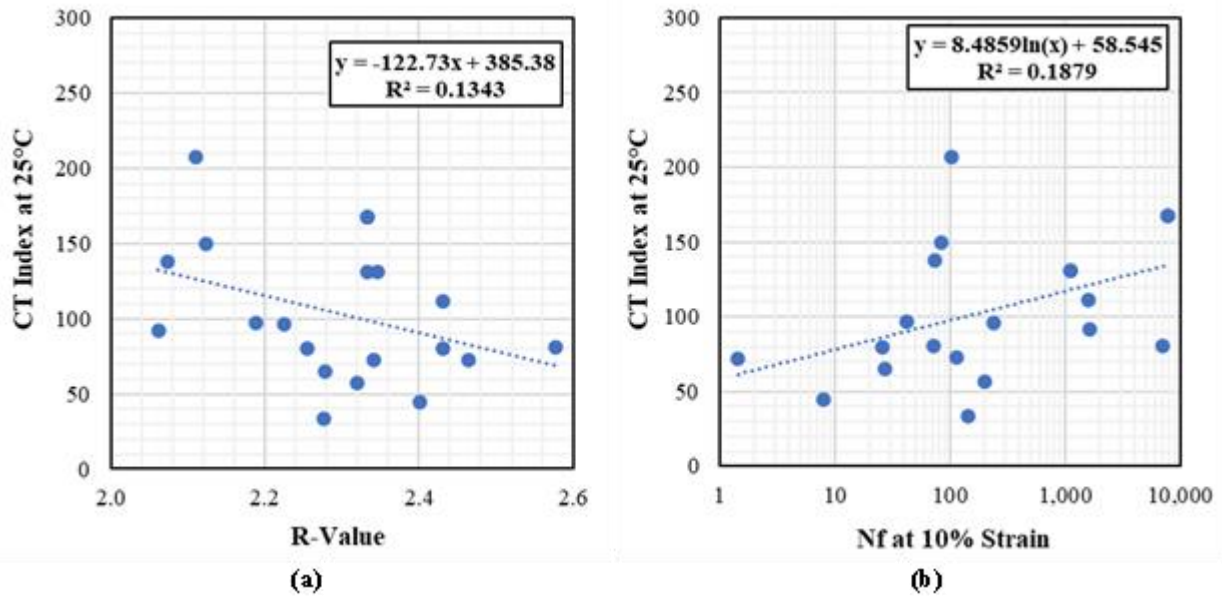 300
250
200
150
100
50
0
CT Index at 25°C
y = -122.73x + 385.38
R² = 0.1343
2.0 2.2 2.4 2.6
R-Value
(a)
300
250
200
150
100
50
0
CT Index at 25°C
y = 8.4859ln(x) + 58.545
R² = 0.1879
1 10 100 1,000 10,000
Nf at 10% Strain
(b)